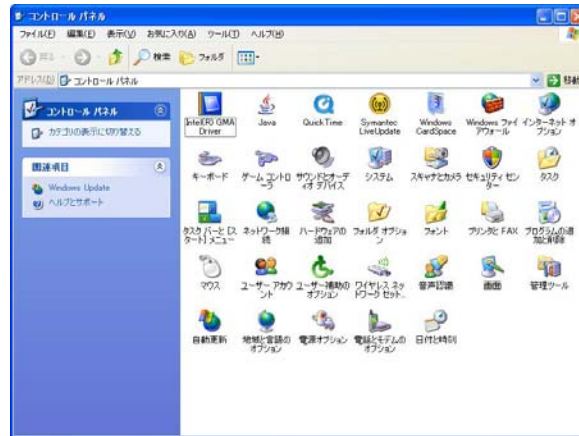 コントロール パネル
ファイル(F) 編集(E) 表示(V) お気に入り(A) ツール(T) ヘルプ(H)
戻る 検索 フォルダ
アドレス(D) コントロール パネル 移動
コントロール パネル
カテゴリの表示に切り替える
関連項目
Windows Update
ヘルプとサポート
Intel(R) GMA Driver
Java
QuickTime
Symantec LiveUpdate
Windows CardSpace
Windows ファイアウォール
インターネット オプション
キーボード
ゲーム コントローラ
サウンドとオーディオ デバイス
システム
スキャナとカメラ
セキュリティ センター
タスク
タスク バーと [スタート] メニュー
ネットワーク接続
ハードウェアの追加
フォルダ オプション
フォント
プリンタと FAX
プログラムの追加と削除
マウス
ユーザー アカウント
ユーザー補助のオプション
ワイヤレス ネットワーク セット...
音声認識
画面
管理ツール
自動更新
地域と言語のオプション
電源オプション
電話とモデムのオプション
日付と時刻